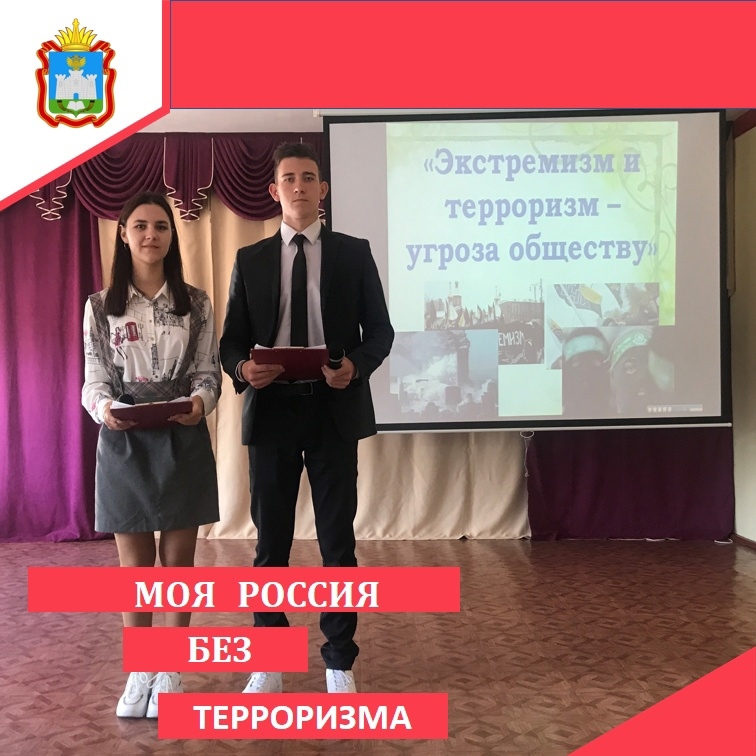 «Экстремизм и
терроризм –
угроза обществу»
МОЯ РОССИЯ
БЕЗ
ТЕРРОРИЗМА